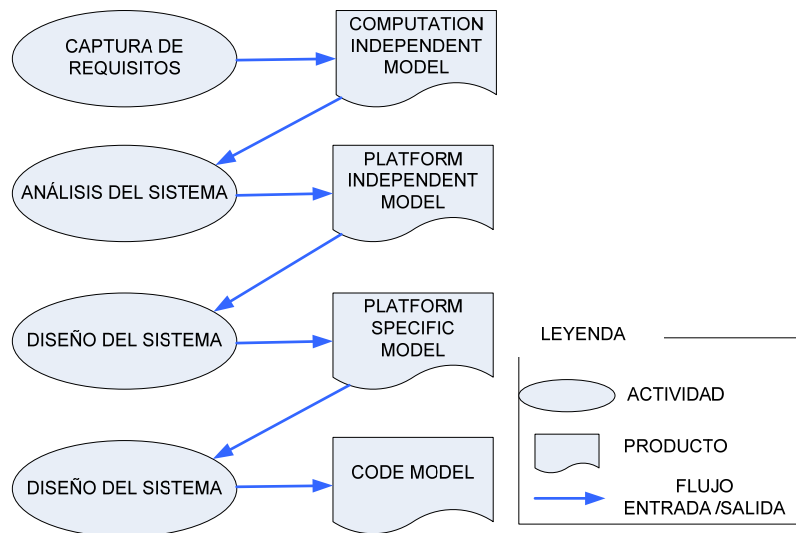 CAPTURA DE
REQUISITOS
COMPUTATION
INDEPENDENT
MODEL
ANÁLISIS DEL SISTEMA
PLATFORM
INDEPENDENT
MODEL
DISEÑO DEL SISTEMA
PLATFORM
SPECIFIC
MODEL
DISEÑO DEL SISTEMA
CODE MODEL
LEYENDA
ACTIVIDAD
PRODUCTO
FLUJO
ENTRADA /SALIDA